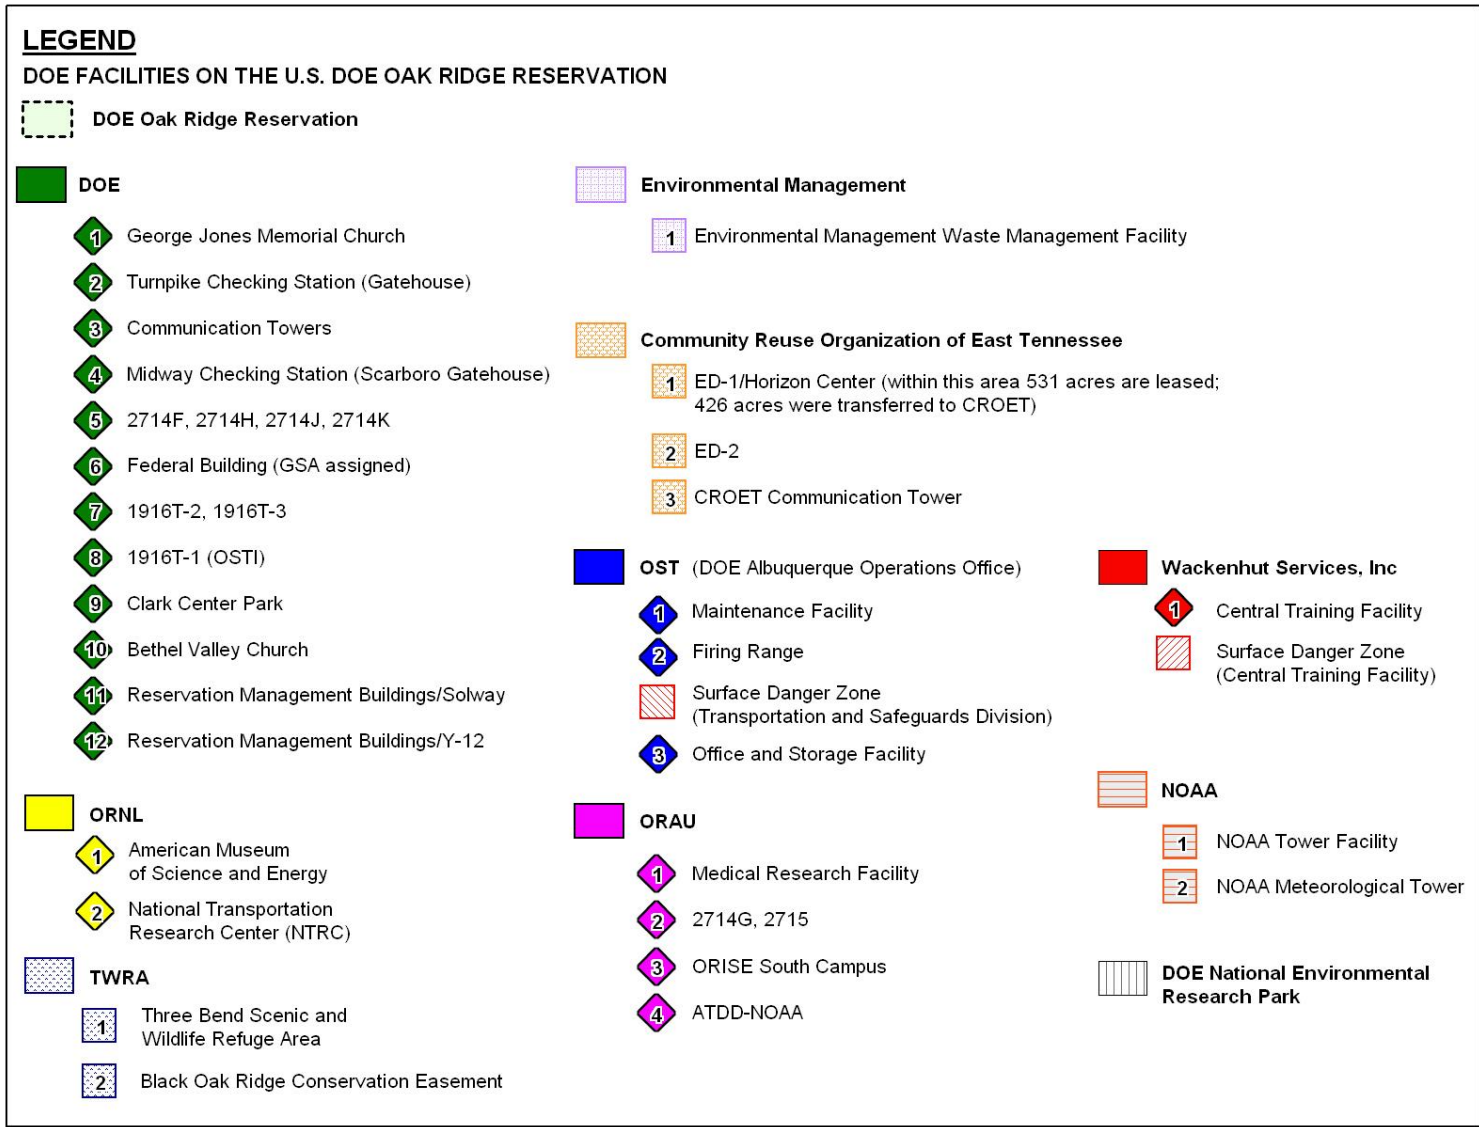 LEGEND
DOE FACILITIES ON THE U.S. DOE OAK RIDGE RESERVATION
DOE Oak Ridge Reservation
DOE
1 George Jones Memorial Church
2 Turnpike Checking Station (Gatehouse)
3 Communication Towers
4 Midway Checking Station (Scarboro Gatehouse)
5 2714F, 2714H, 2714J, 2714K
6 Federal Building (GSA assigned)
7 1916T-2, 1916T-3
8 1916T-1 (OSTI)
9 Clark Center Park
10 Bethel Valley Church
11 Reservation Management Buildings/Solway
12 Reservation Management Buildings/Y-12
ORNL
1 American Museum
of Science and Energy
2 National Transportation
Research Center (NTRC)
TWRA
1 Three Bend Scenic and
Wildlife Refuge Area
2 Black Oak Ridge Conservation Easement
Environmental Management
1 Environmental Management Waste Management Facility
Community Reuse Organization of East Tennessee
1 ED-1/Horizon Center (within this area 531 acres are leased;
426 acres were transferred to CROET)
2 ED-2
3 CROET Communication Tower
OST (DOE Albuquerque Operations Office)
1 Maintenance Facility
2 Firing Range
Surface Danger Zone
(Transportation and Safeguards Division)
3 Office and Storage Facility
ORAU
1 Medical Research Facility
2 2714G, 2715
3 ORISE South Campus
4 ATDD-NOAA
Wackenhut Services, Inc
1 Central Training Facility
Surface Danger Zone
(Central Training Facility)
NOAA
1 NOAA Tower Facility
2 NOAA Meteorological Tower
DOE National Environmental
Research Park